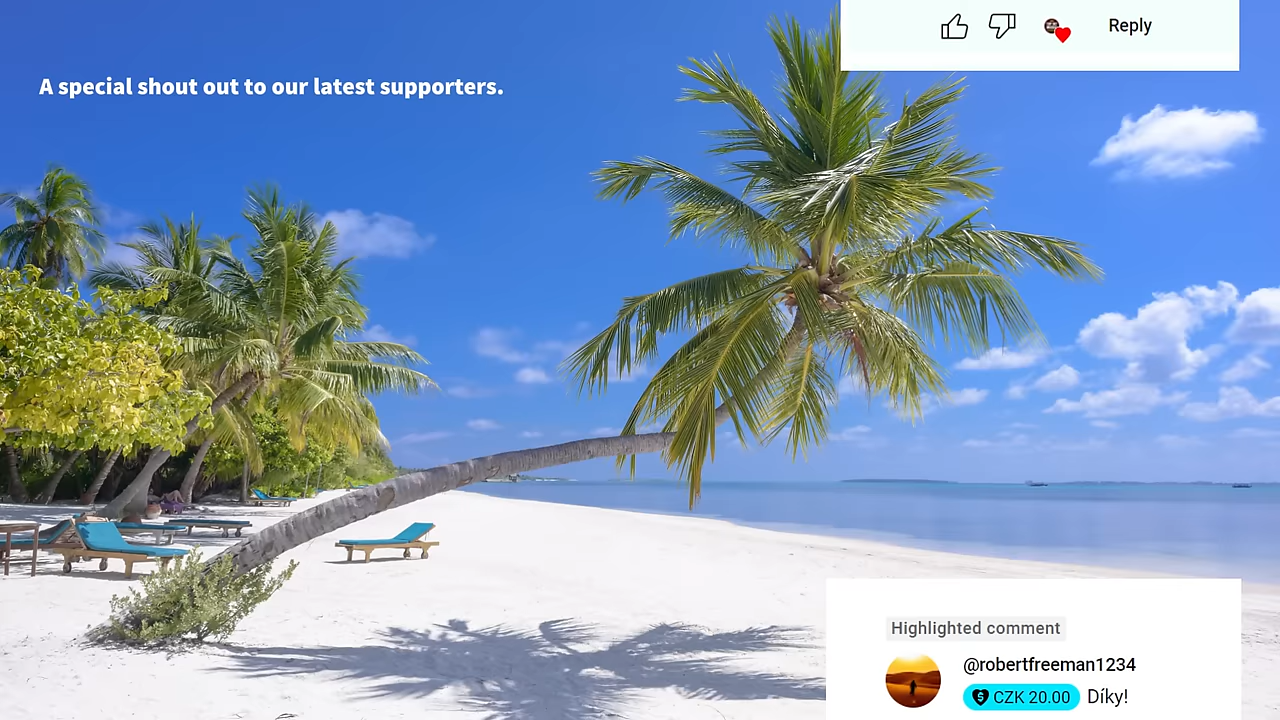 Reply
A special shout out to our latest supporters.
Highlighted comment
@robertfreeman1234
CZK 20.00 Díky!